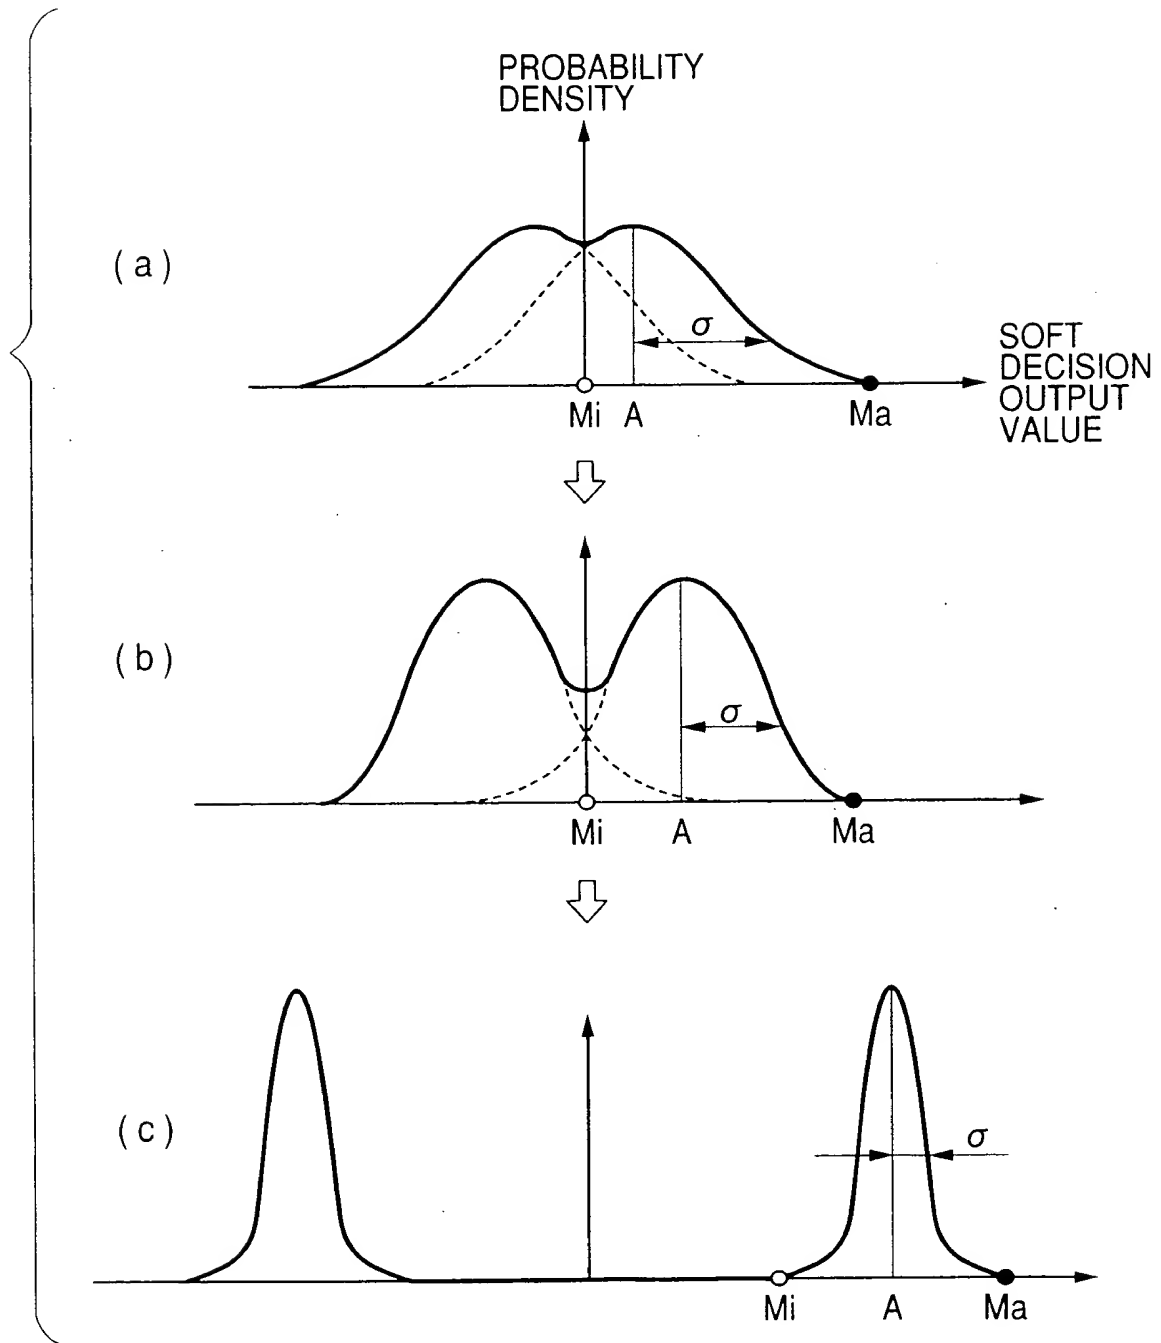 PROBABILITY
DENSITY
(a)
σ
SOFT
DECISION
OUTPUT
VALUE
Mi A Ma
(b)
σ
Mi A Ma
(c)
σ
Mi A Ma